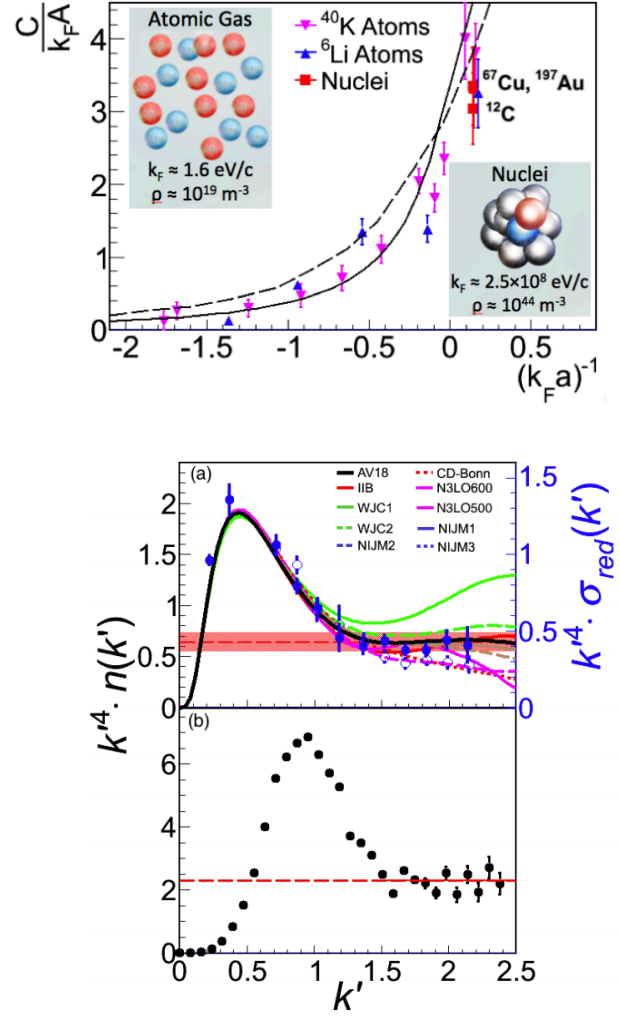 C
k_F A
4
3
2
1
0
Atomic Gas
k_F ≈ 1.6 eV/c
ρ ≈ 10^19 m^-3
⁴⁰K Atoms
⁶Li Atoms
Nuclei
⁶⁷Cu, ¹⁹⁷Au
¹²C
Nuclei
k_F ≈ 2.5×10^8 eV/c
ρ ≈ 10^44 m^-3
-2 -1.5 -1 -0.5 0 0.5
(k_F a)^-1
(a)
AV18 CD-Bonn
IIB N3LO600
WJC1 N3LO500
WJC2 NIJM1
NIJM2 NIJM3
2
1.5
1
0.5
0
1.5
1
0.5
0
k'^4 · n(k')
k'^4 · σ_red(k')
(b)
6
4
2
0
0 0.5 1 1.5 2 2.5
k'